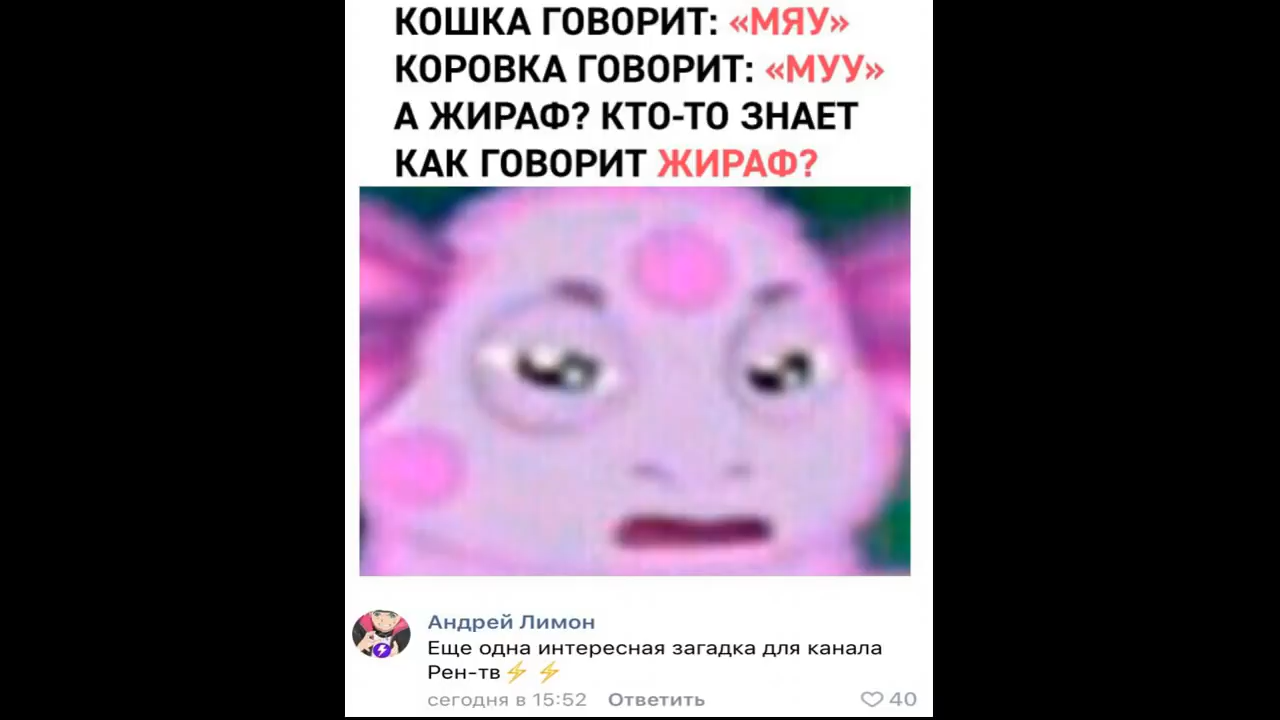 КОШКА ГОВОРИТ: «МЯУ»
КОРОВКА ГОВОРИТ: «МУУ»
А ЖИРАФ? КТО-ТО ЗНАЕТ
КАК ГОВОРИТ ЖИРАФ?
Андрей Лимон
Еще одна интересная загадка для канала
Рен-тв⚡⚡
сегодня в 15:52 Ответить 40